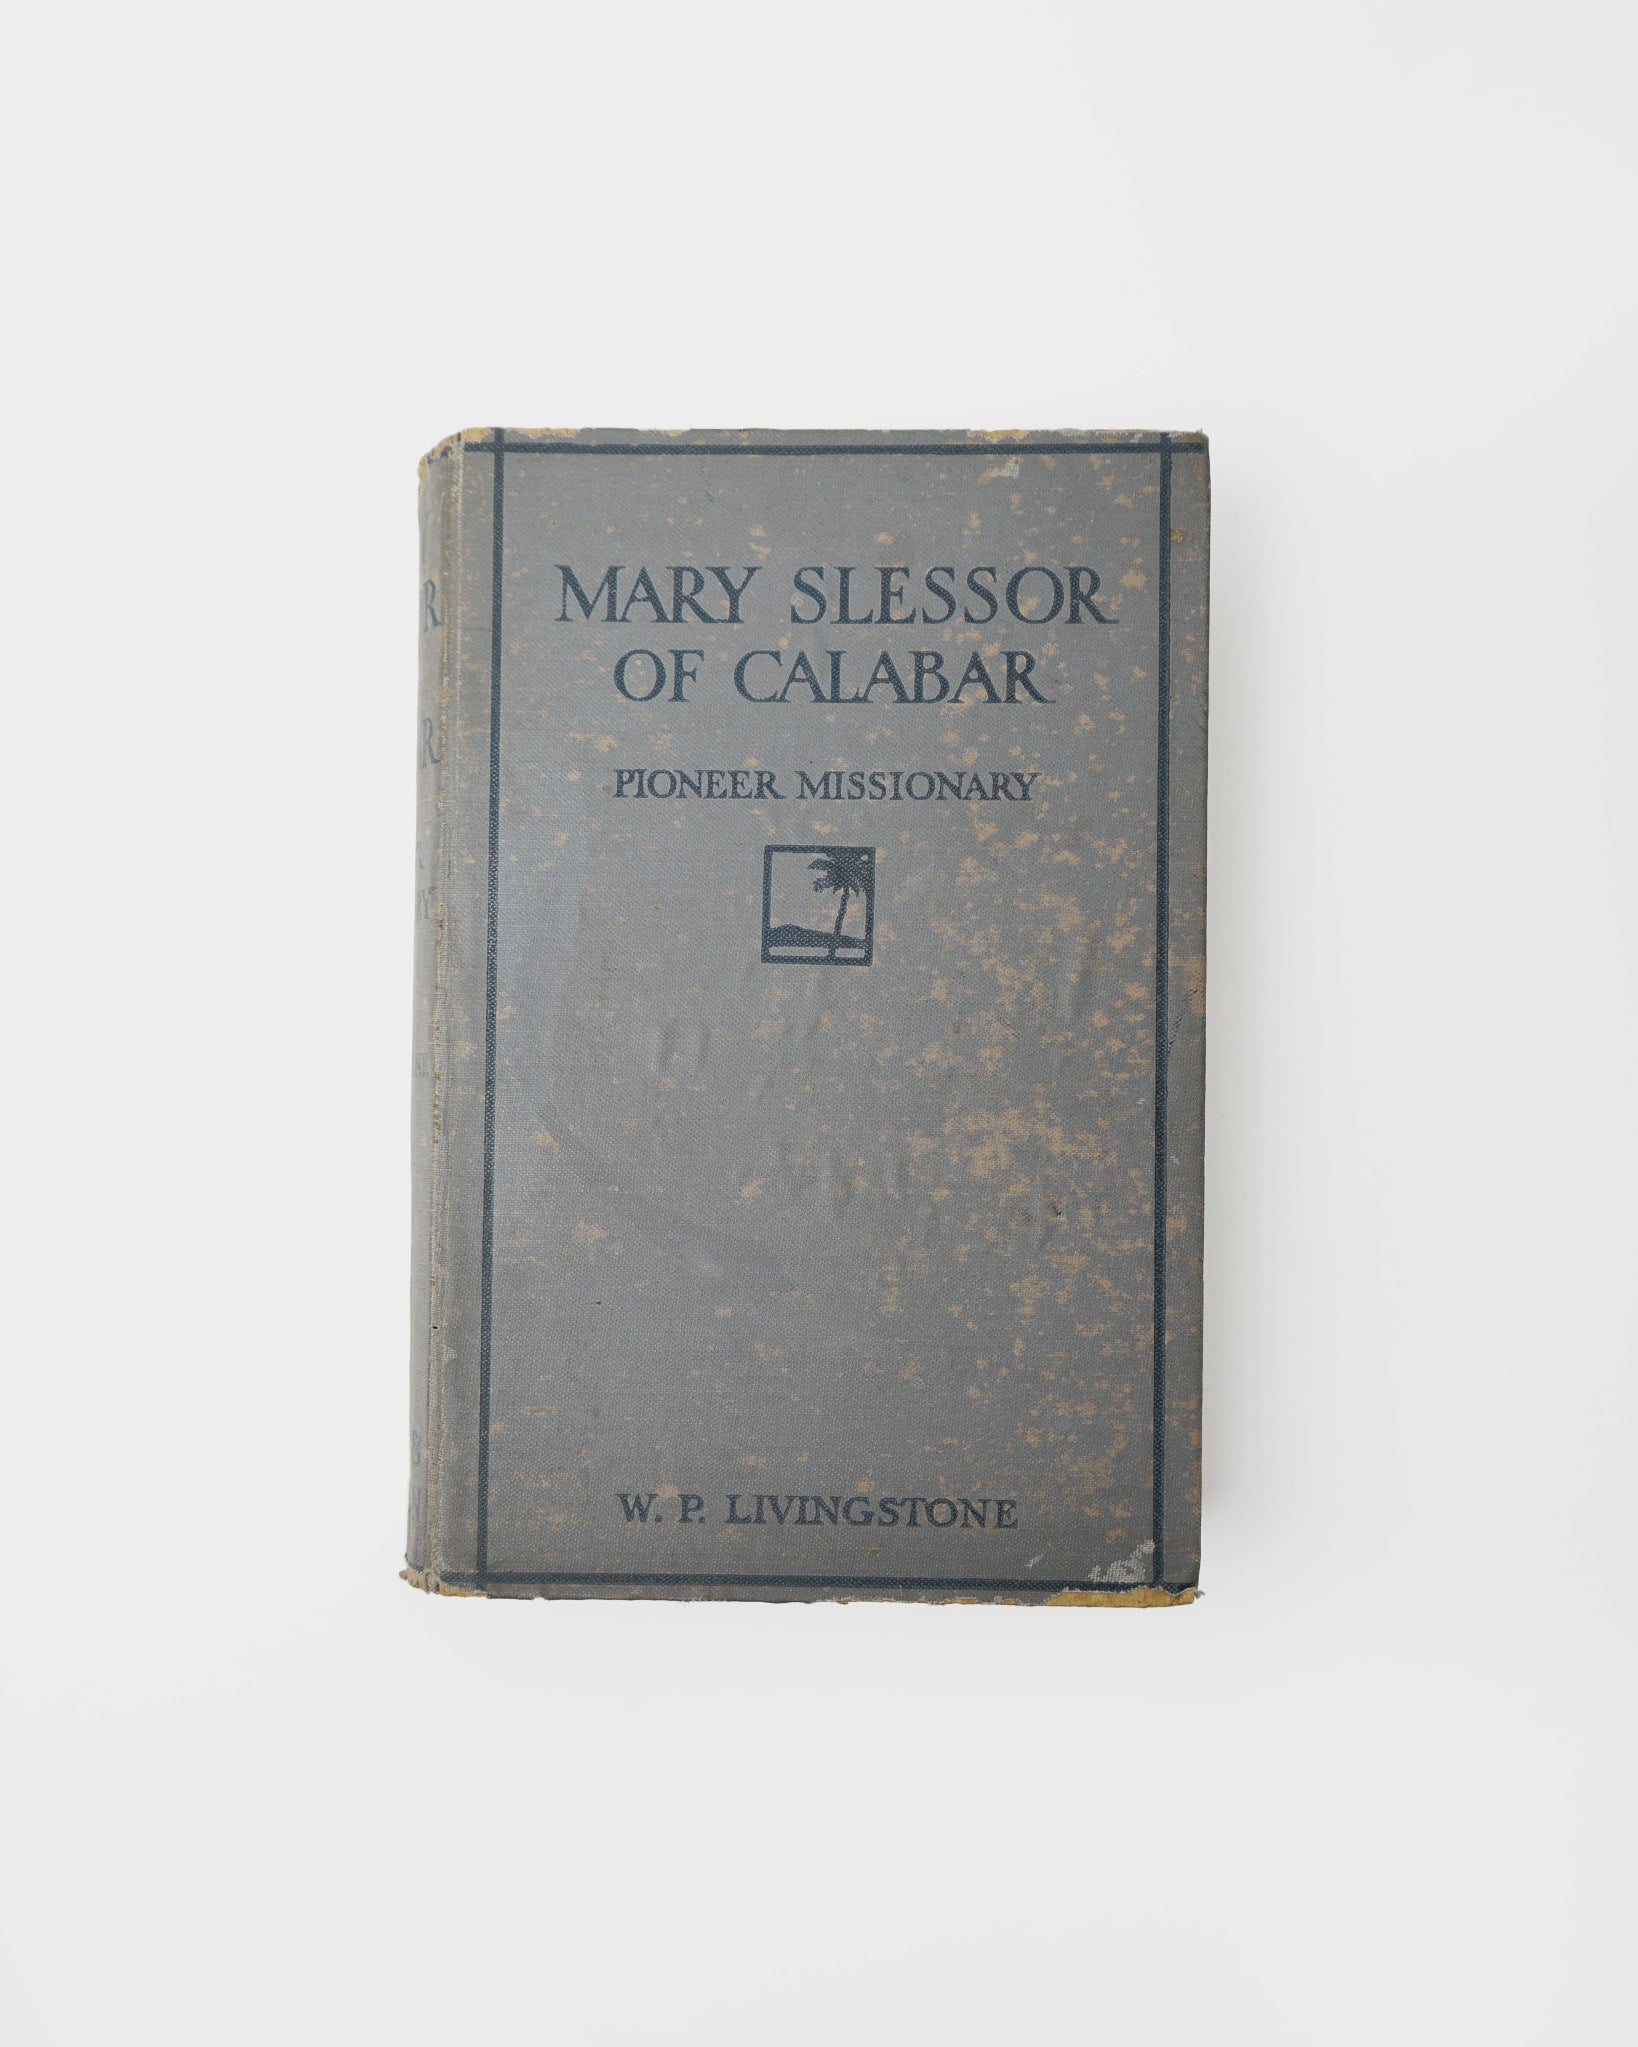 MARY SLESSOR
OF CALABAR
PIONEER MISSIONARY
W. P. LIVINGSTONE